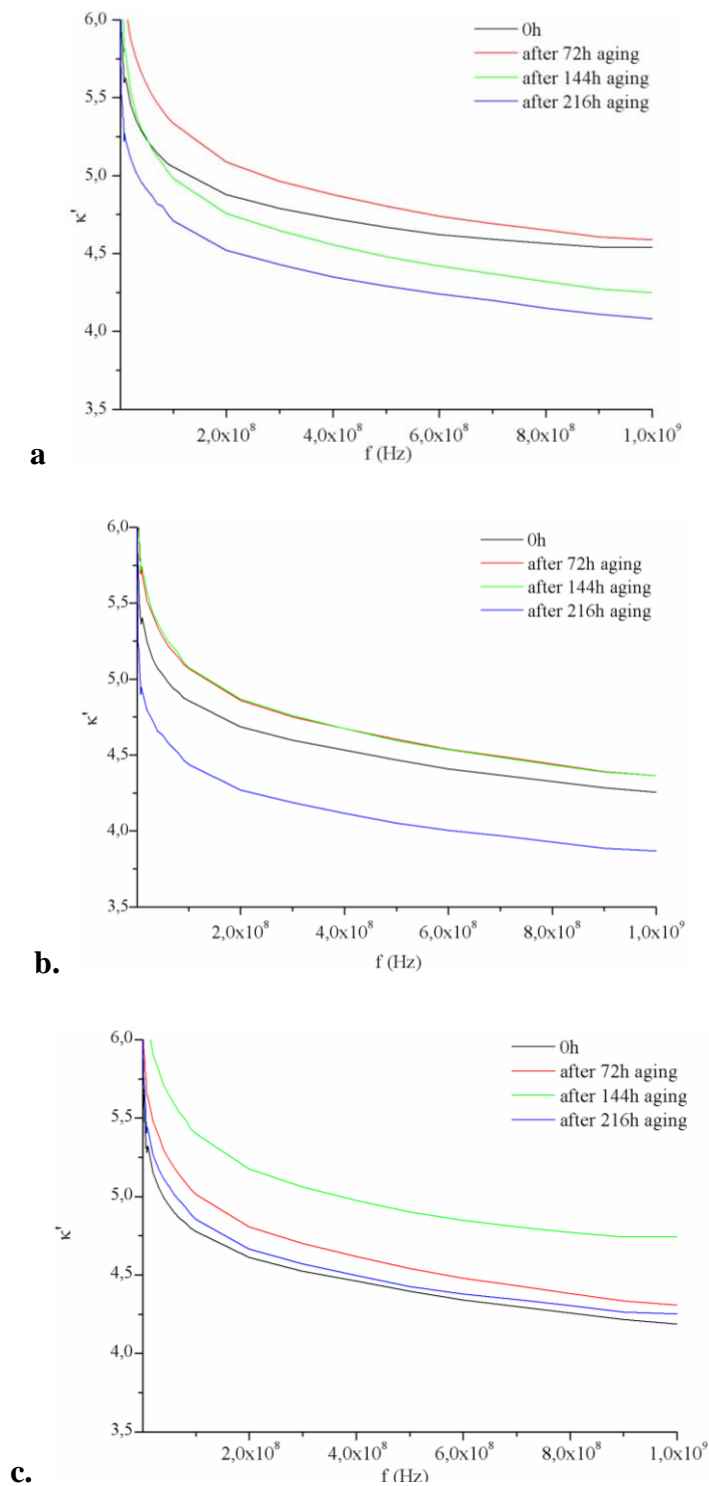 6,0
5,5
5,0
4,5
4,0
3,5
κ'
0h
after 72h aging
after 144h aging
after 216h aging
2,0x10⁸
4,0x10⁸
6,0x10⁸
8,0x10⁸
1,0x10⁹
f (Hz)
a
6,0
5,5
5,0
4,5
4,0
3,5
κ'
0h
after 72h aging
after 144h aging
after 216h aging
2,0x10⁸
4,0x10⁸
6,0x10⁸
8,0x10⁸
1,0x10⁹
f (Hz)
b.
6,0
5,5
5,0
4,5
4,0
3,5
κ'
0h
after 72h aging
after 144h aging
after 216h aging
2,0x10⁸
4,0x10⁸
6,0x10⁸
8,0x10⁸
1,0x10⁹
f (Hz)
c.